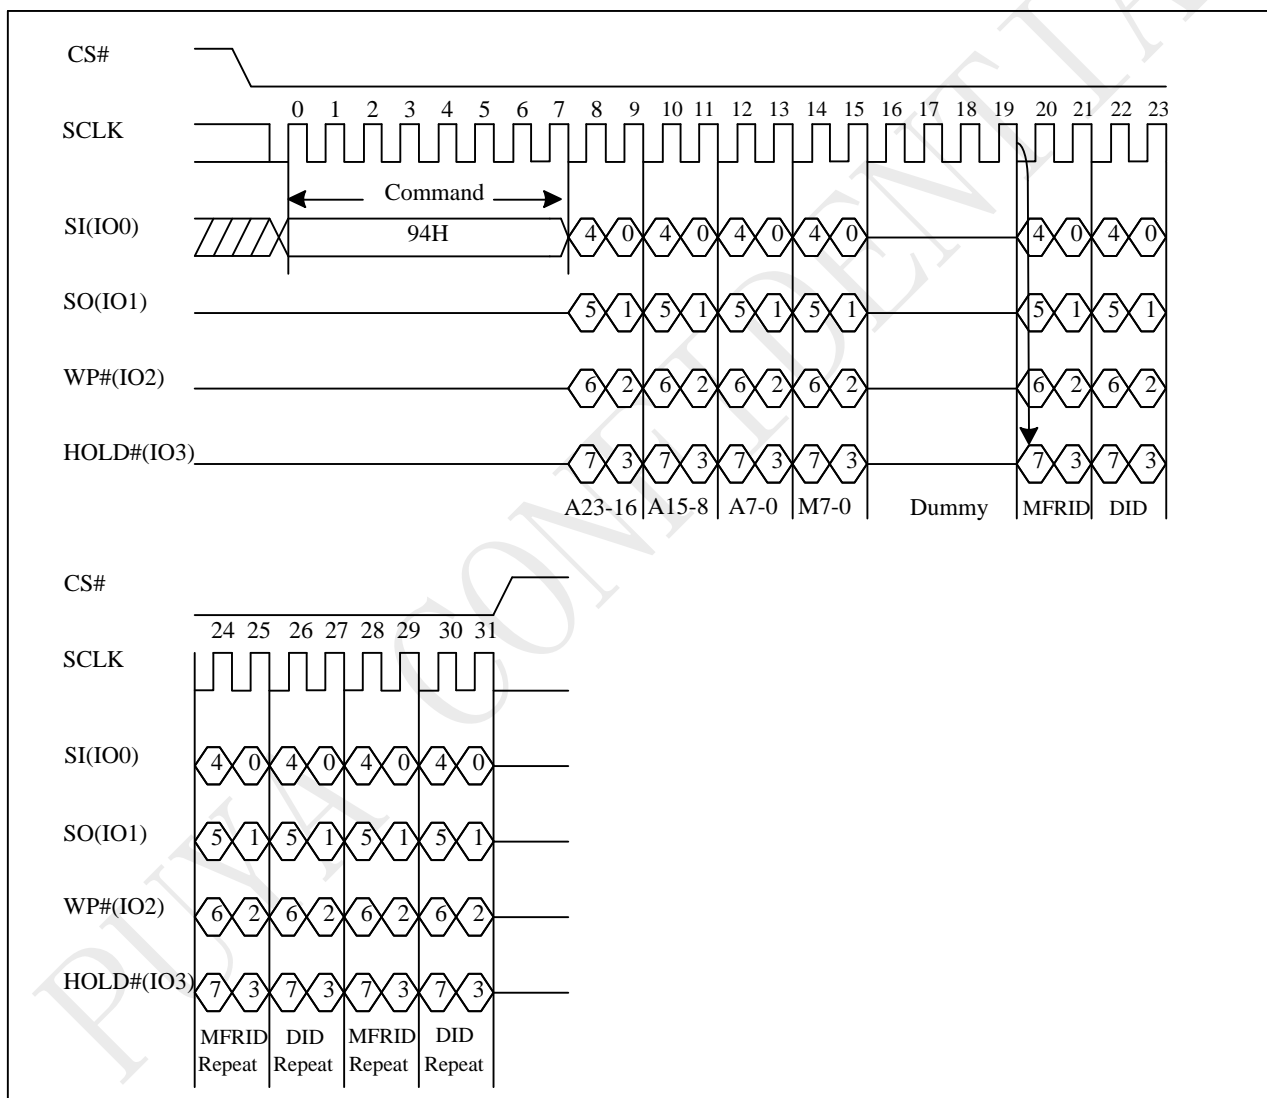 CS#
0 1 2 3 4 5 6 7 8 9 10 11 12 13 14 15 16 17 18 19 20 21 22 23
SCLK
Command
SI(IO0) 94H 4 0 4 0 4 0 4 0 4 0 4 0
SO(IO1) 5 1 5 1 5 1 5 1 5 1 5 1
WP#(IO2) 6 2 6 2 6 2 6 2 6 2 6 2
HOLD#(IO3) 7 3 7 3 7 3 7 3 7 3 7 3
A23-16 A15-8 A7-0 M7-0 Dummy MFRID DID
CS#
24 25 26 27 28 29 30 31
SCLK
SI(IO0) 4 0 4 0 4 0 4 0
SO(IO1) 5 1 5 1 5 1 5 1
WP#(IO2) 6 2 6 2 6 2 6 2
HOLD#(IO3) 7 3 7 3 7 3 7 3
MFRID DID MFRID DID
Repeat Repeat Repeat Repeat
PUYA CONFIDENTIA